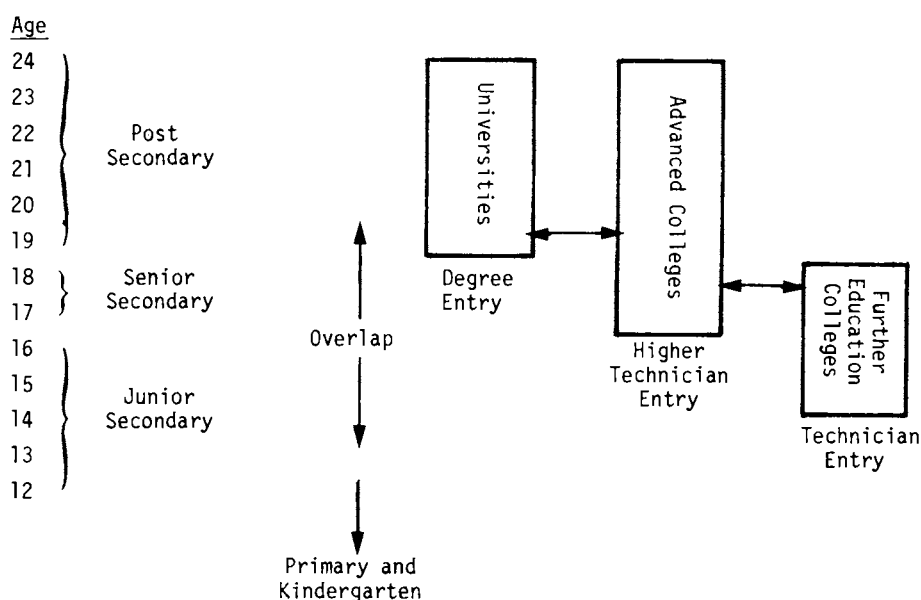 Age
24
23
22
21
20
19
18
17
16
15
14
13
12
Post
Secondary
Senior
Secondary
Junior
Secondary
Overlap
Primary and
Kindergarten
Universities
Degree
Entry
Advanced Colleges
Higher
Technician
Entry
Further
Education
Colleges
Technician
Entry